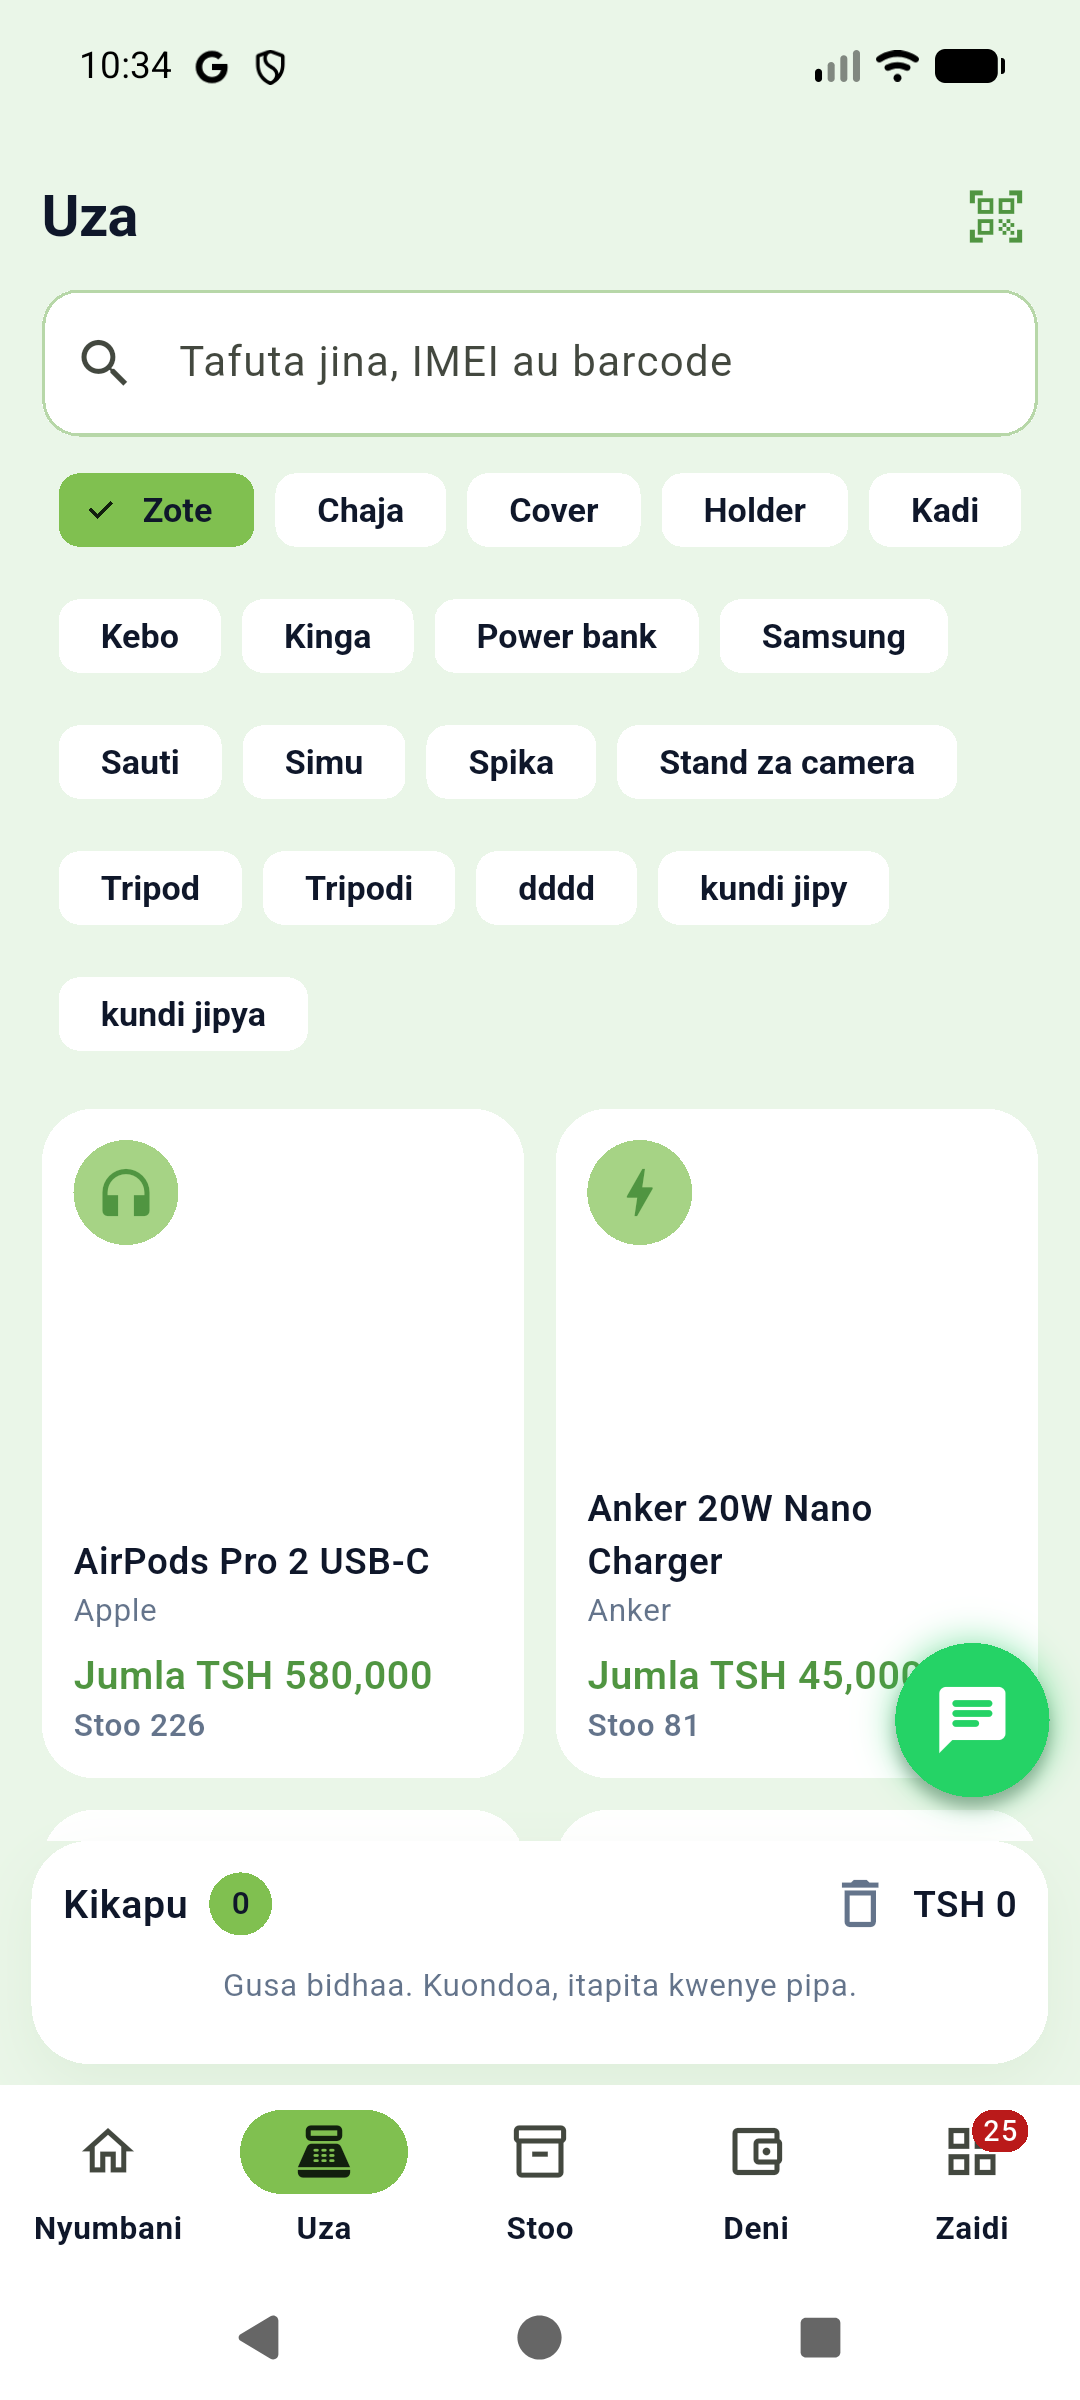 10:34
Uza
Tafuta jina, IMEI au barcode
Zote Chaja Cover Holder Kadi
Kebo Kinga Power bank Samsung
Sauti Simu Spika Stand za camera
Tripod Tripodi dddd kundi jipy
kundi jipya
AirPods Pro 2 USB-C
Apple
Jumla TSH 580,000
Stoo 226
Anker 20W Nano
Charger
Anker
Jumla TSH 45,000
Stoo 81
Kikapu 0 TSH 0
Gusa bidhaa. Kuondoa, itapita kwenye pipa.
25
Nyumbani Uza Stoo Deni Zaidi